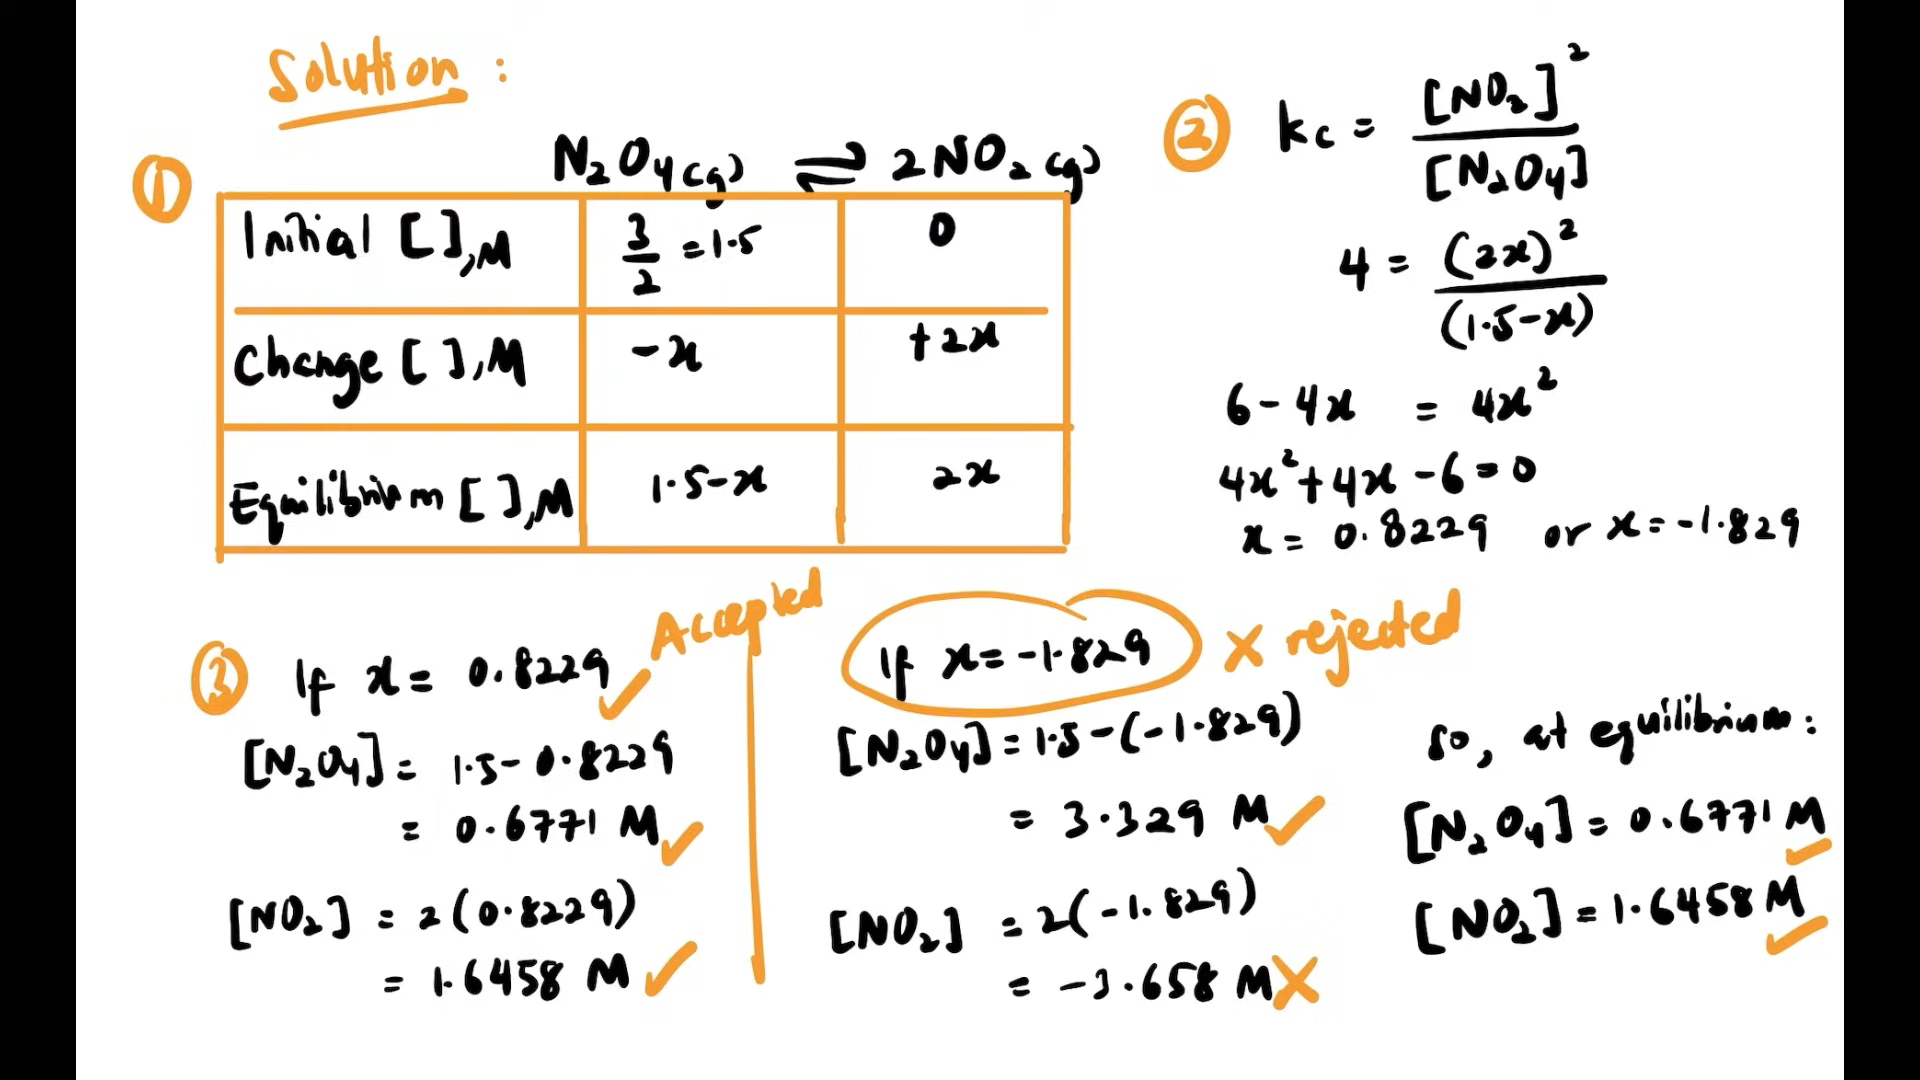 Solution :
① N₂O₄(g) ⇌ 2NO₂(g)
Initial [ ],M 3/2 = 1.5 0
Change [ ],M -x +2x
Equilibrium [ ],M 1.5-x 2x
② kc = [NO₂]² / [N₂O₄]
4 = (2x)² / (1.5-x)
6-4x = 4x²
4x²+4x-6=0
x = 0.8229 or x = -1.829
③ If x = 0.8229 ✓ Accepted
[N₂O₄] = 1.5-0.8229
= 0.6771 M ✓
[NO₂] = 2(0.8229)
= 1.6458 M ✓
If x = -1.829 X rejected
[N₂O₄] = 1.5-(-1.829)
= 3.329 M ✓
[NO₂] = 2(-1.829)
= -3.658 M X
so, at equilibrium:
[N₂O₄] = 0.6771 M ✓
[NO₂] = 1.6458 M ✓